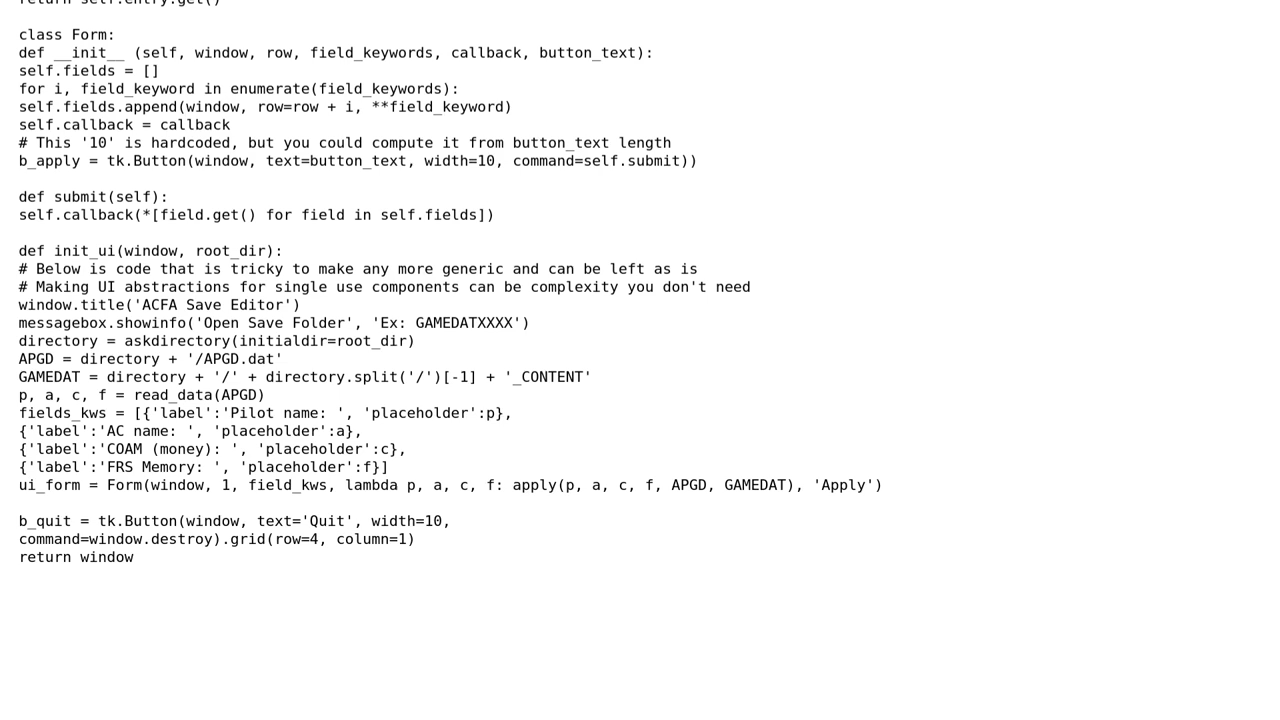 return self.entry.get()
class Form:
def __init__ (self, window, row, field_keywords, callback, button_text):
self.fields = []
for i, field_keyword in enumerate(field_keywords):
self.fields.append(window, row=row + i, **field_keyword)
self.callback = callback
# This '10' is hardcoded, but you could compute it from button_text length
b_apply = tk.Button(window, text=button_text, width=10, command=self.submit))
def submit(self):
self.callback(*[field.get() for field in self.fields])
def init_ui(window, root_dir):
# Below is code that is tricky to make any more generic and can be left as is
# Making UI abstractions for single use components can be complexity you don't need
window.title('ACFA Save Editor')
messagebox.showinfo('Open Save Folder', 'Ex: GAMEDATXXXX')
directory = askdirectory(initialdir=root_dir)
APGD = directory + '/APGD.dat'
GAMEDAT = directory + '/' + directory.split('/')[-1] + '_CONTENT'
p, a, c, f = read_data(APGD)
fields_kws = [{'label':'Pilot name: ', 'placeholder':p},
{'label':'AC name: ', 'placeholder':a},
{'label':'COAM (money): ', 'placeholder':c},
{'label':'FRS Memory: ', 'placeholder':f}]
ui_form = Form(window, 1, field_kws, lambda p, a, c, f: apply(p, a, c, f, APGD, GAMEDAT), 'Apply')
b_quit = tk.Button(window, text='Quit', width=10,
command=window.destroy).grid(row=4, column=1)
return window